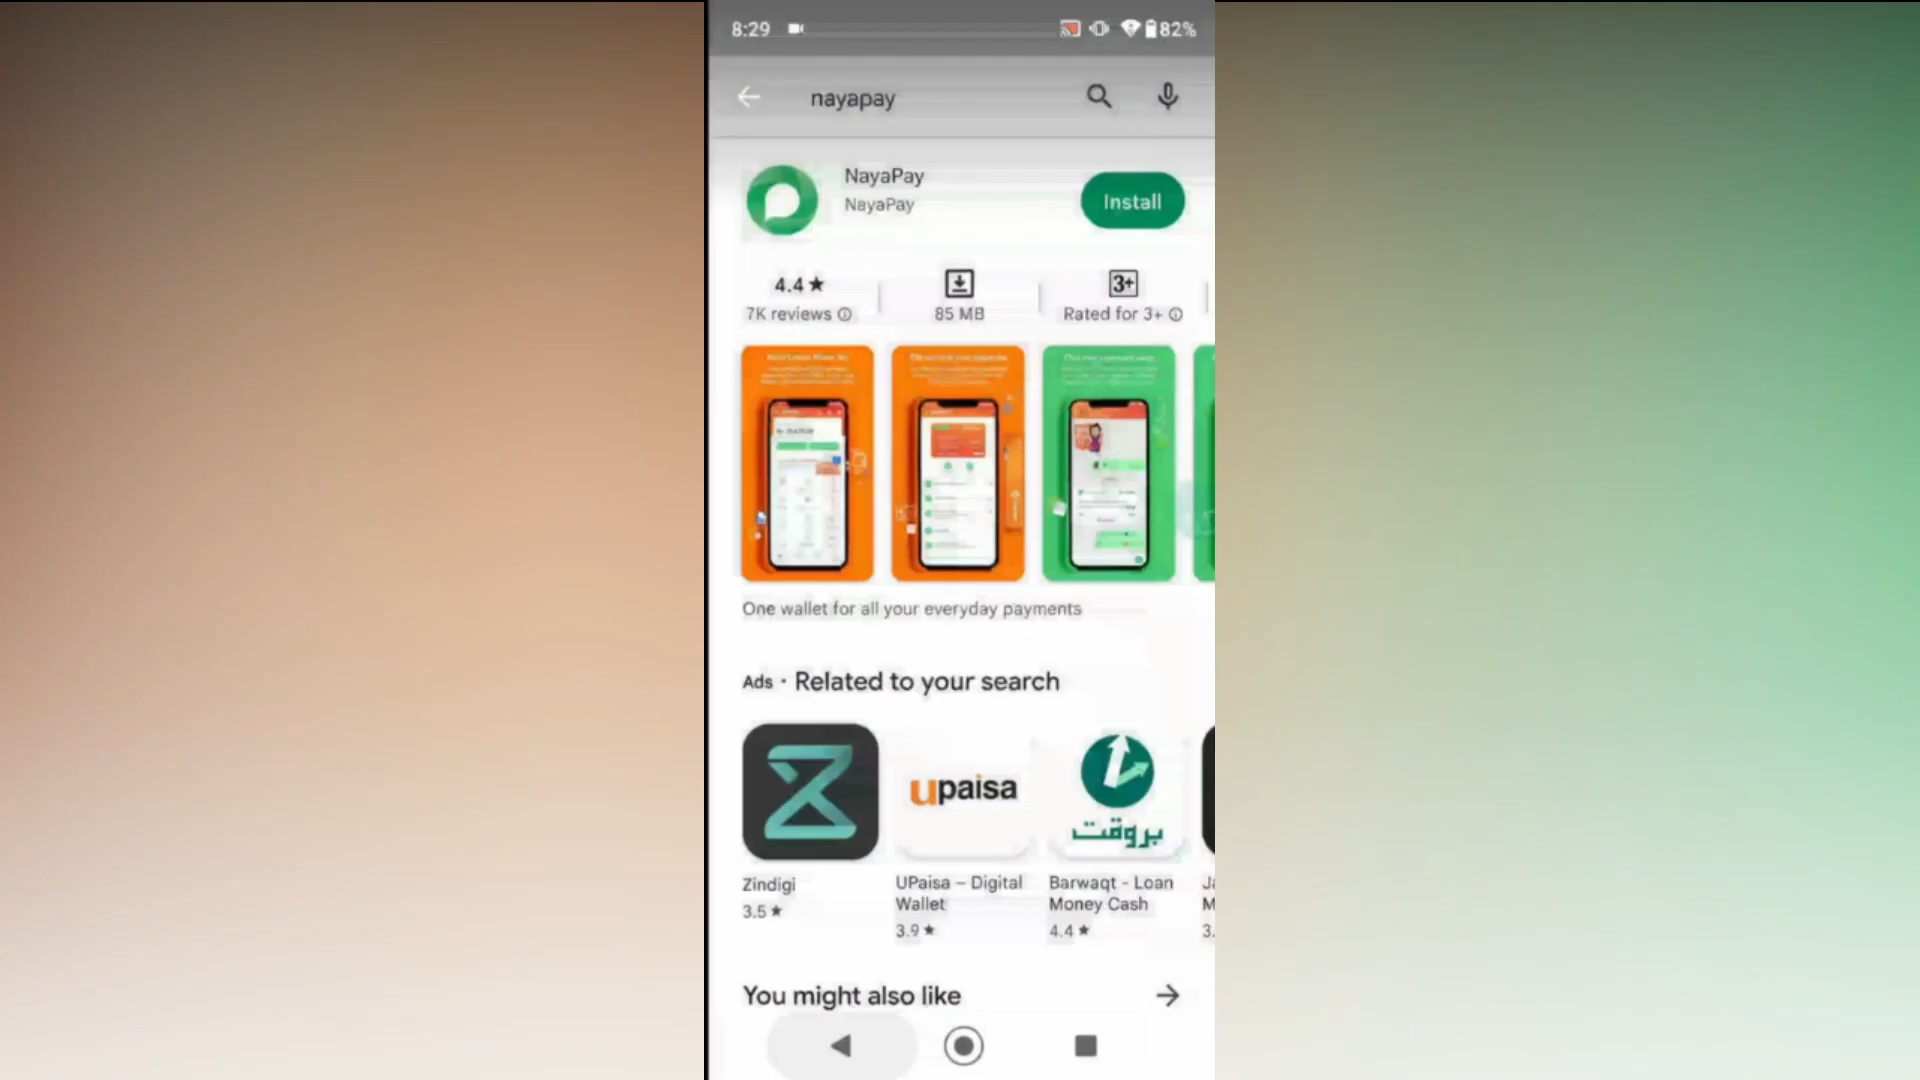 8:29
82%
nayapay
NayaPay
NayaPay
Install
4.4★
7K reviews
85 MB
3+
Rated for 3+
One wallet for all your everyday payments
Ads • Related to your search
upaisa
بروقت
Zindigi
3.5★
UPaisa – Digital
Wallet
3.9★
Barwaqt - Loan
Money Cash
4.4★
You might also like